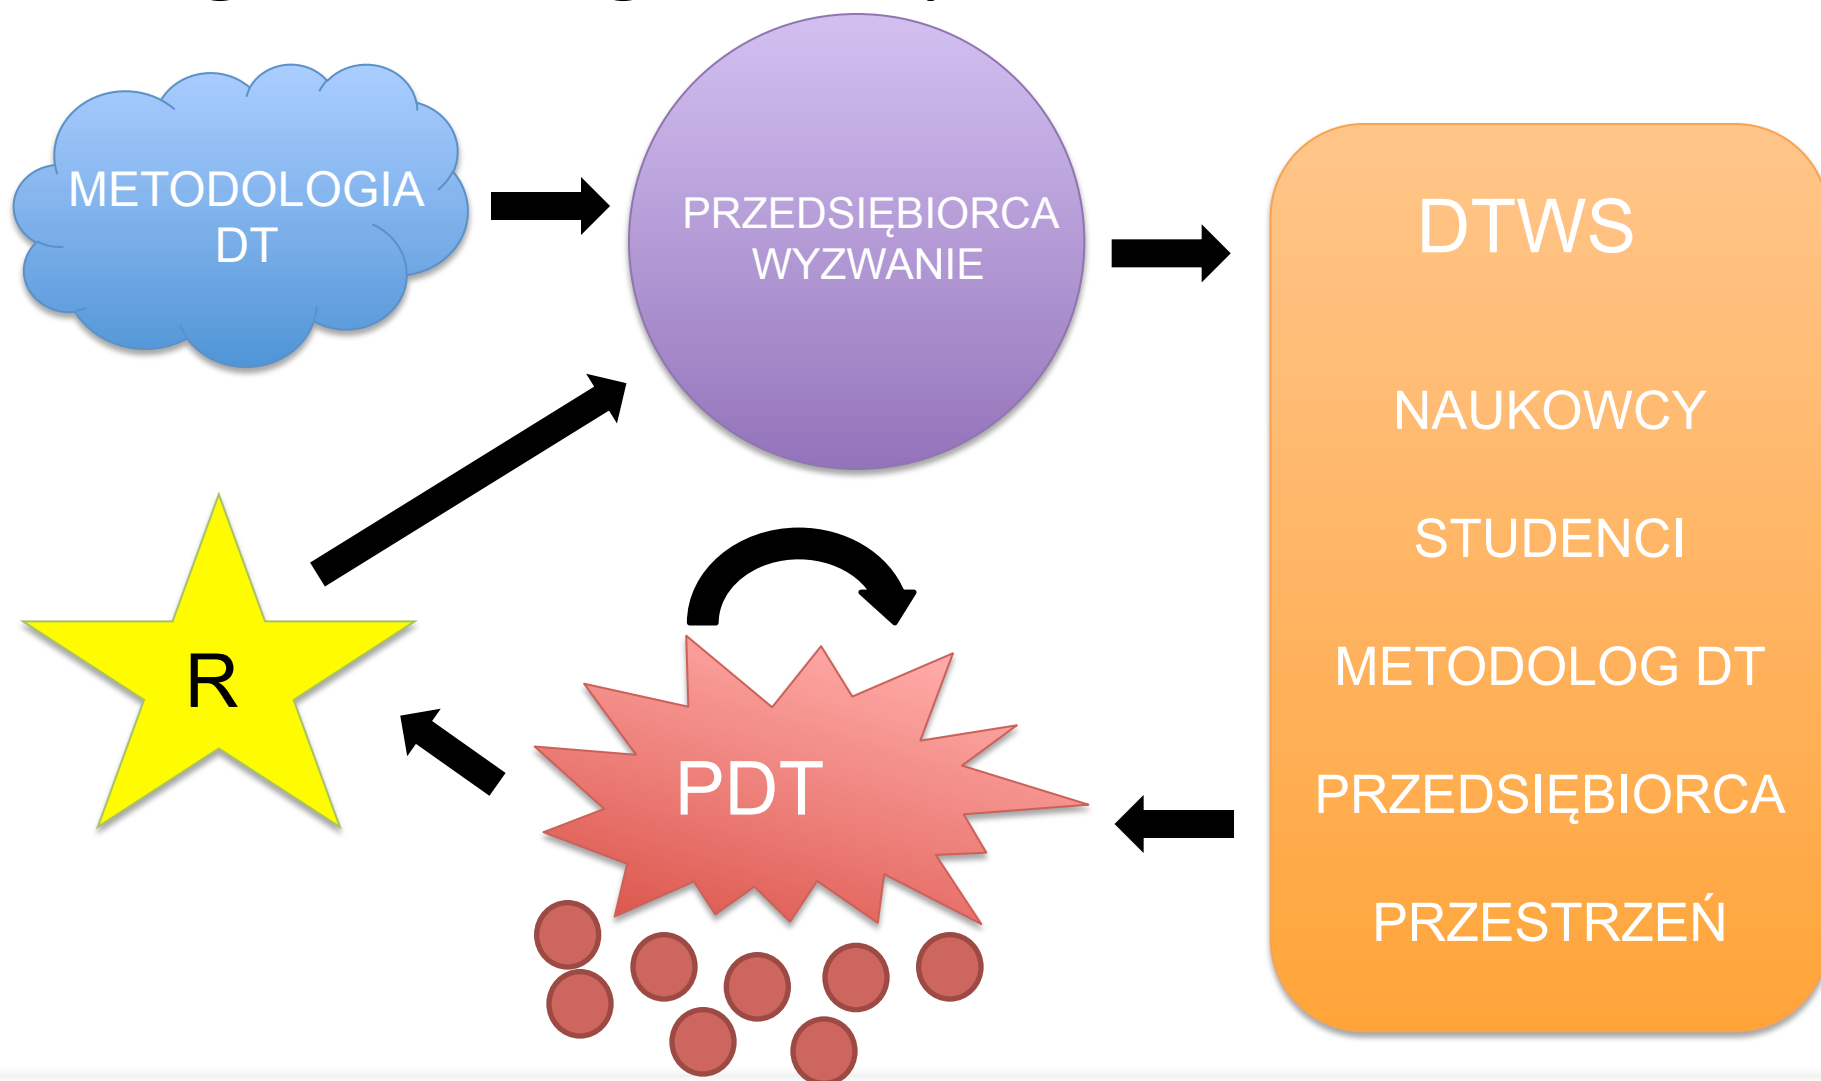 METODOLOGIA
DT
PRZEDSIĘBIORCA
WYZWANIE
DTWS
NAUKOWCY
STUDENCI
METODOLOG DT
PRZEDSIĘBIORCA
PRZESTRZEŃ
R
PDT